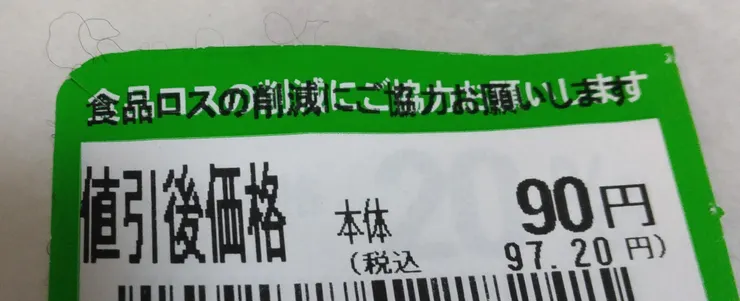 食品ロスの削減にご協力お願いします
値引後価格 本体 90円
(税込 97.20円)